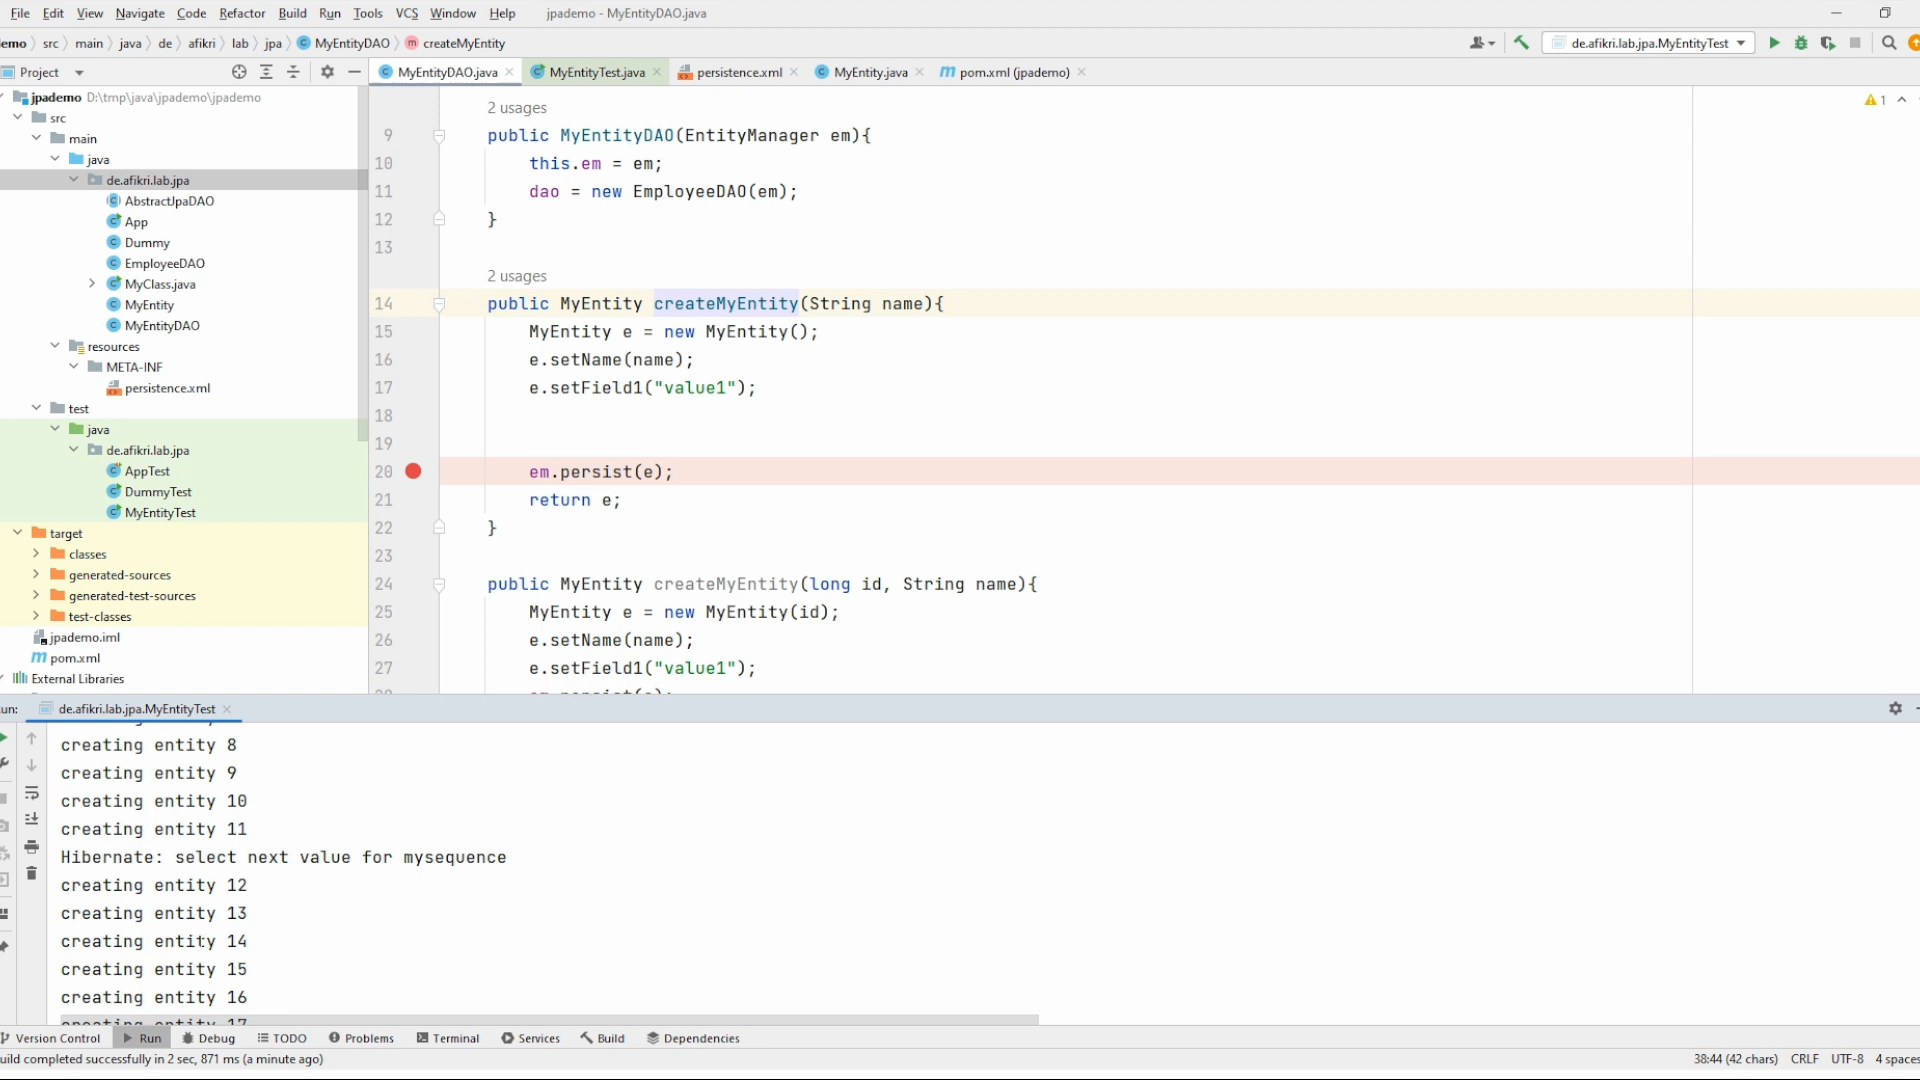 File Edit View Navigate Code Refactor Build Run Tools VCS Window Help jpademo - MyEntityDAO.java
emo src main java de afikri lab jpa MyEntityDAO createMyEntity de.afikri.lab.jpa.MyEntityTest
Project MyEntityDAO.java MyEntityTest.java persistence.xml MyEntity.java pom.xml (jpademo)
jpademo D:\tmp\java\jpademo\jpademo
src
main
java
de.afikri.lab.jpa
AbstractJpaDAO
App
Dummy
EmployeeDAO
MyClass.java
MyEntity
MyEntityDAO
resources
META-INF
persistence.xml
test
java
de.afikri.lab.jpa
AppTest
DummyTest
MyEntityTest
target
classes
generated-sources
generated-test-sources
test-classes
jpademo.iml
pom.xml
External Libraries
1
2 usages
9 public MyEntityDAO(EntityManager em){
10 this.em = em;
11 dao = new EmployeeDAO(em);
12 }
13
2 usages
14 public MyEntity createMyEntity(String name){
15 MyEntity e = new MyEntity();
16 e.setName(name);
17 e.setField1("value1");
18
19
20 em.persist(e);
21 return e;
22 }
23
24 public MyEntity createMyEntity(long id, String name){
25 MyEntity e = new MyEntity(id);
26 e.setName(name);
27 e.setField1("value1");
un: de.afikri.lab.jpa.MyEntityTest
creating entity 8
creating entity 9
creating entity 10
creating entity 11
Hibernate: select next value for mysequence
creating entity 12
creating entity 13
creating entity 14
creating entity 15
creating entity 16
creating entity 17
Version Control Run Debug TODO Problems Terminal Services Build Dependencies
uild completed successfully in 2 sec, 871 ms (a minute ago) 38:44 (42 chars) CRLF UTF-8 4 spaces